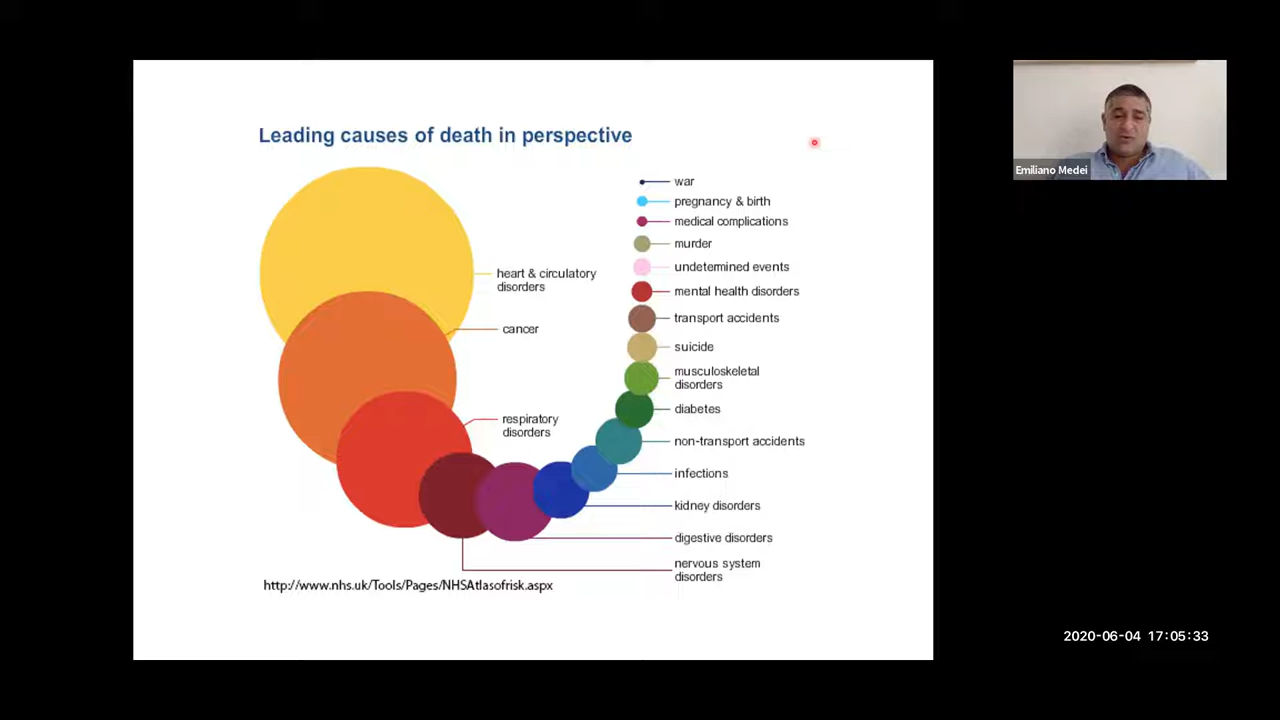 Leading causes of death in perspective
war
pregnancy & birth
medical complications
murder
undetermined events
mental health disorders
transport accidents
suicide
musculoskeletal
disorders
diabetes
non-transport accidents
infections
kidney disorders
digestive disorders
nervous system
disorders
heart & circulatory
disorders
cancer
respiratory
disorders
http://www.nhs.uk/Tools/Pages/NHSAtlasofrisk.aspx
Emiliano Medei
2020-06-04 17:05:33